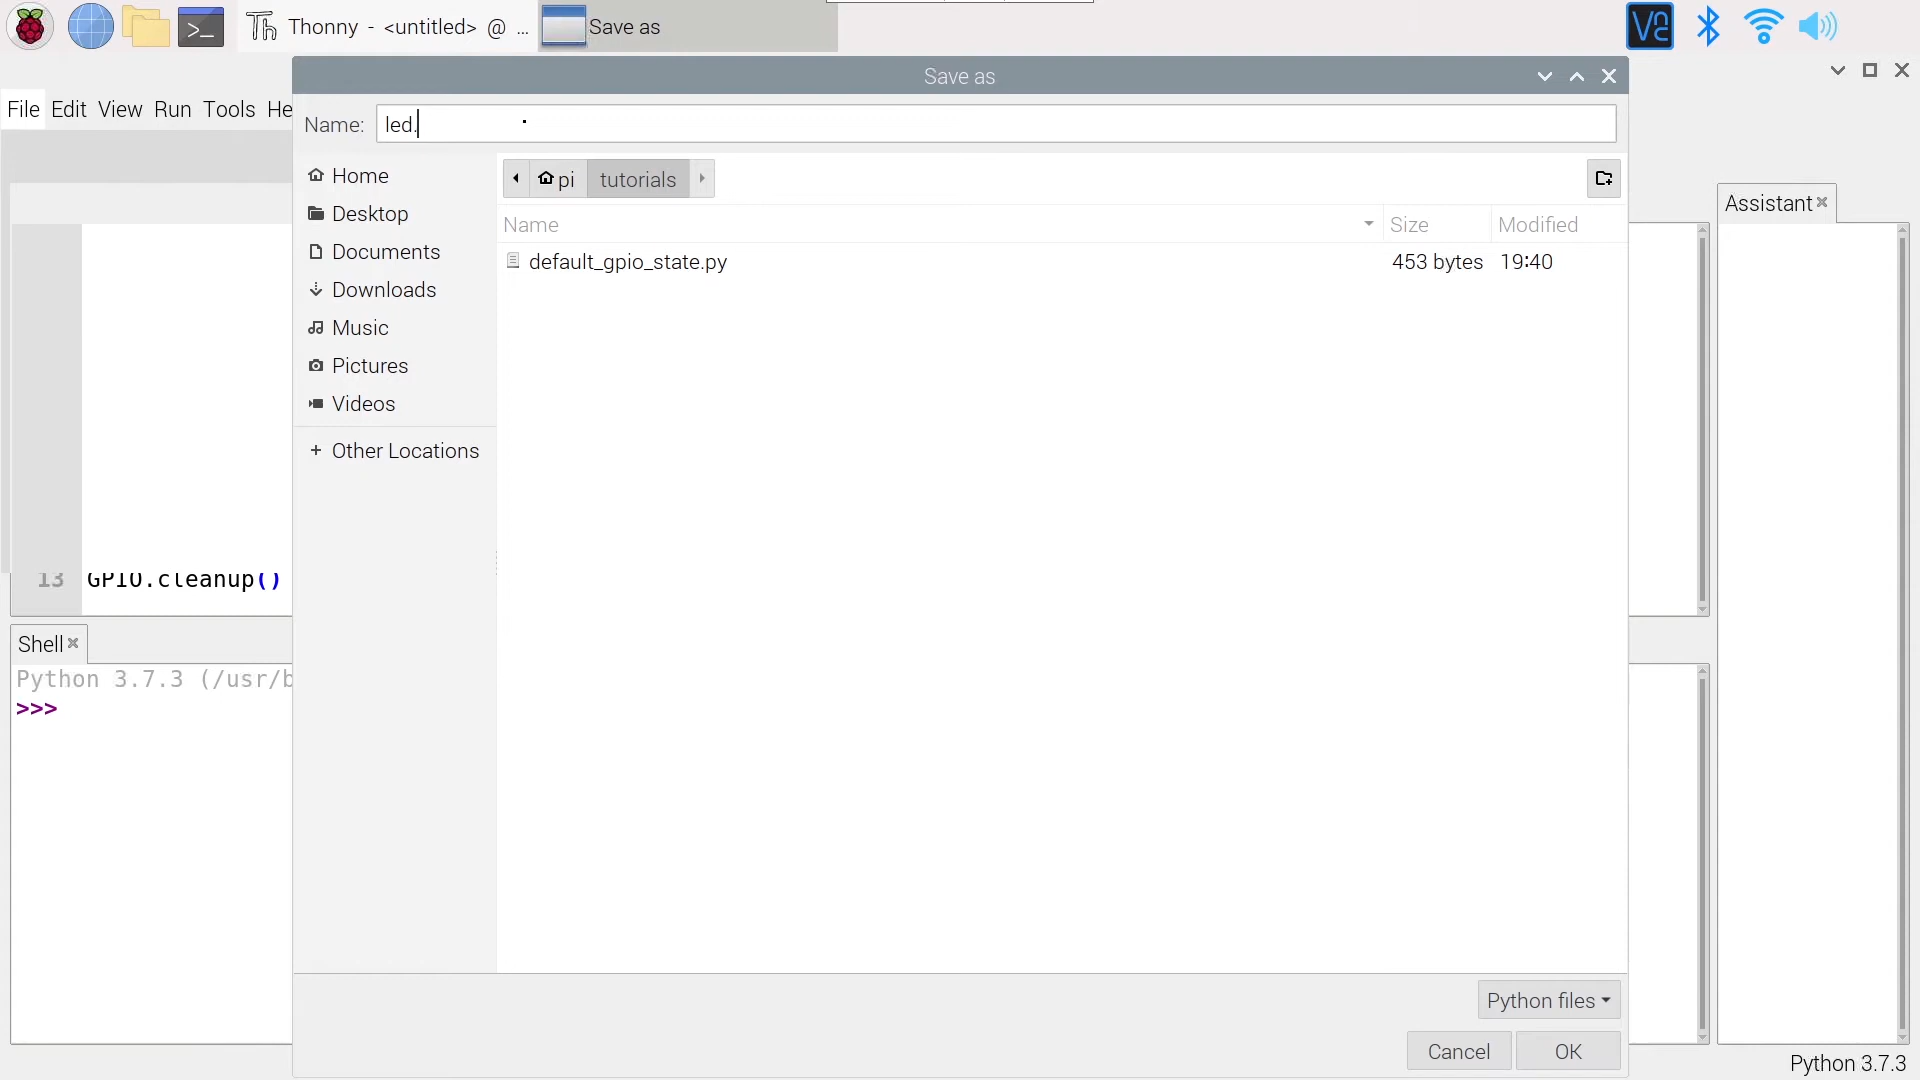 Thonny - <untitled> @ ...
Save as
Save as
File Edit View Run Tools He
Name: led.
Home
Desktop
Documents
Downloads
Music
Pictures
Videos
+ Other Locations
pi
tutorials
Name
Size
Modified
default_gpio_state.py
453 bytes
19:40
Assistant
13 GPIO.cleanup()
Shell
Python 3.7.3 (/usr/b
>>>
Python files
Cancel
OK
Python 3.7.3